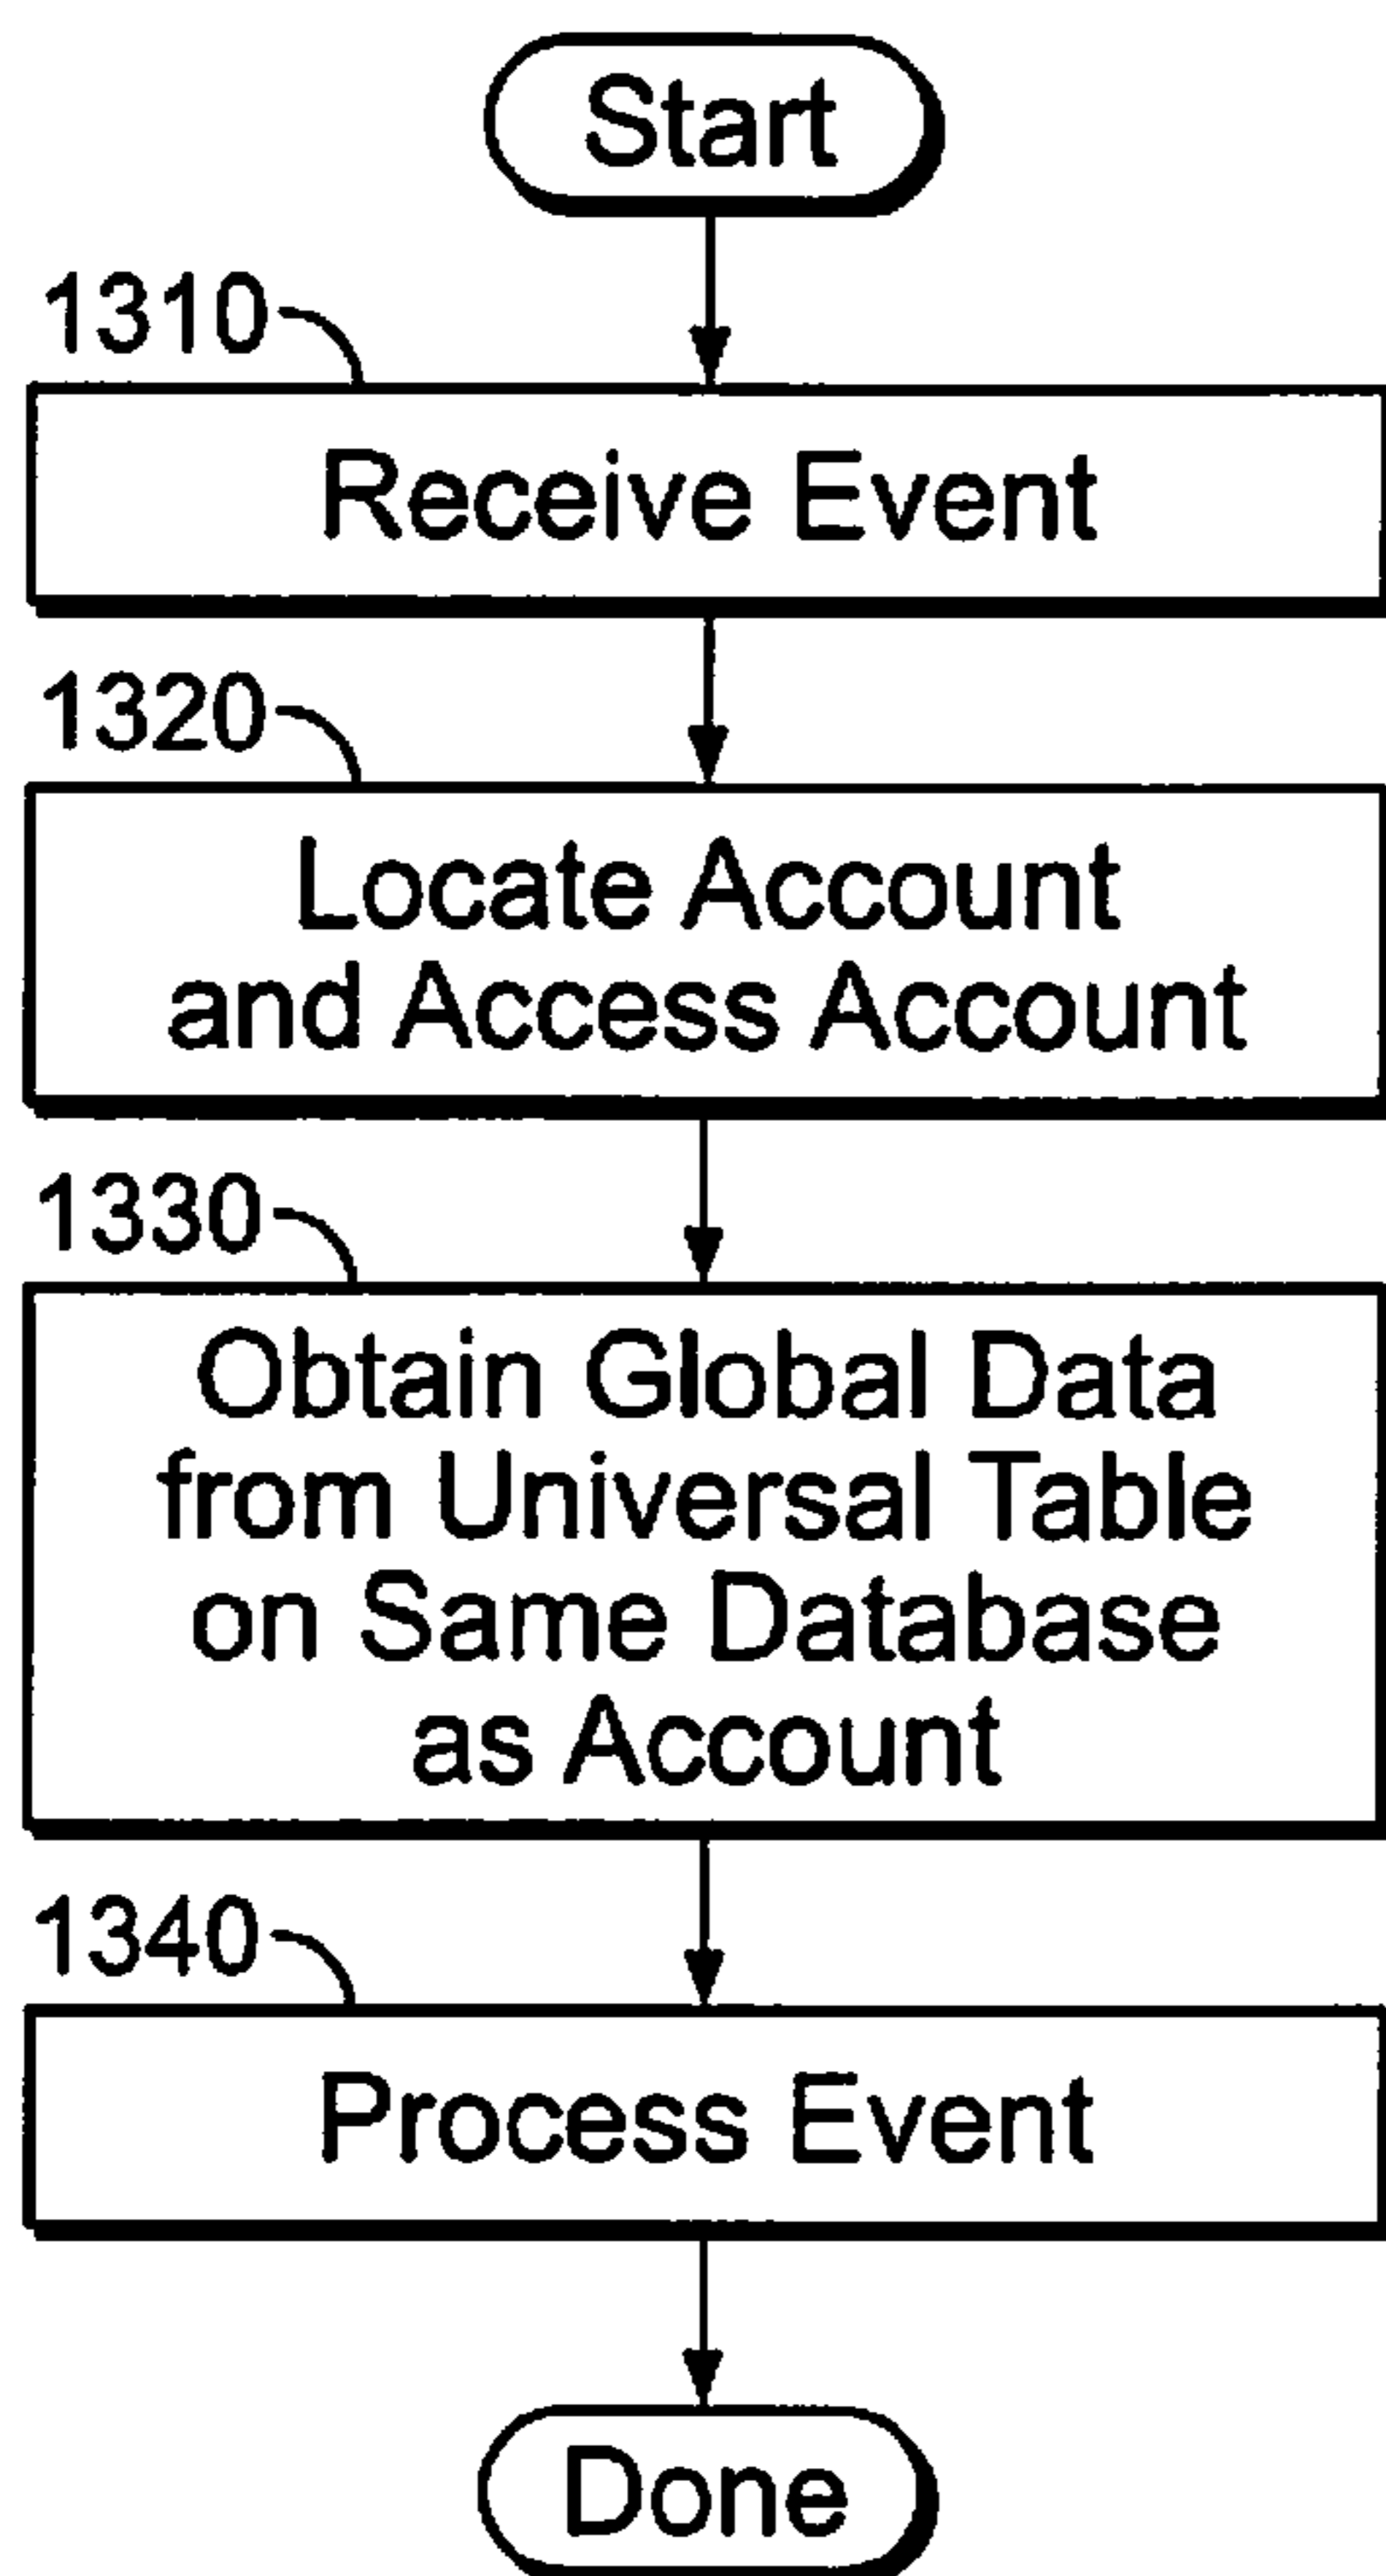 Start
1310
Receive Event
1320
Locate Account
and Access Account
1330
Obtain Global Data
from Universal Table
on Same Database
as Account
1340
Process Event
Done